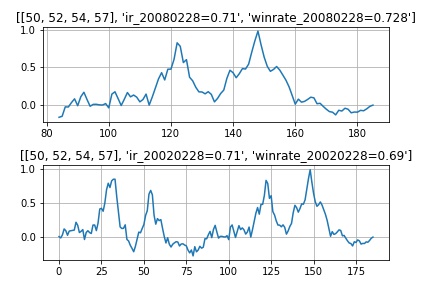 [[50, 52, 54, 57], 'ir_20080228=0.71', 'winrate_20080228=0.728']
1.0
0.5
0.0
80 100 120 140 160 180
[[50, 52, 54, 57], 'ir_20020228=0.71', 'winrate_20020228=0.69']
1.0
0.5
0.0
0 25 50 75 100 125 150 175